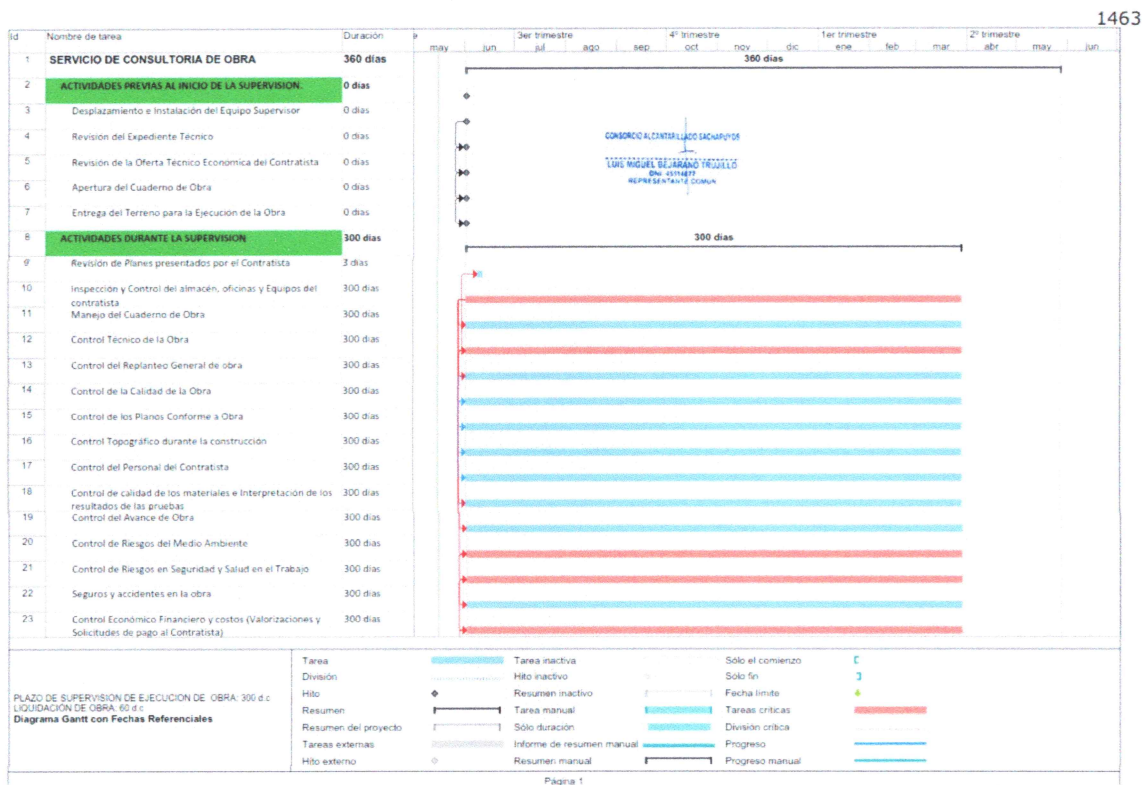 1463
Id Nombre de tarea Duración 3er trimestre 4º trimestre 1er trimestre 2º trimestre
may jun jul ago sep oct nov dic ene feb mar abr may jun
1 SERVICIO DE CONSULTORIA DE OBRA 360 días 360 días
2 ACTIVIDADES PREVIAS AL INICIO DE LA SUPERVISION. 0 días
3 Desplazamiento e Instalación del Equipo Supervisor 0 días
4 Revisión del Expediente Técnico 0 días
CONSORCIO ALCANTARILLADO SACHAPUYOS
5 Revisión de la Oferta Técnico Economica del Contratista 0 días
LUIS MIGUEL BEJARANO TRUJILLO
DNI
REPRESENTANTE COMUN
6 Apertura del Cuaderno de Obra 0 días
7 Entrega del Terreno para la Ejecucion de la Obra 0 días
8 ACTIVIDADES DURANTE LA SUPERVISION 300 días 300 días
9 Revisión de Planes presentados por el Contratista 3 días
10 Inspección y Control del almacén, oficinas y Equipos del 300 días
contratista
11 Manejo del Cuaderno de Obra 300 días
12 Control Técnico de la Obra 300 días
13 Control del Replanteo General de obra 300 días
14 Control de la Calidad de la Obra 300 días
15 Control de los Planos Conforme a Obra 300 días
16 Control Topográfico durante la construcción 300 días
17 Control del Personal del Contratista 300 días
18 Control de calidad de los materiales e Interpretación de los 300 días
resultados de las pruebas
19 Control del Avance de Obra 300 días
20 Control de Riesgos del Medio Ambiente 300 días
21 Control de Riesgos en Seguridad y Salud en el Trabajo 300 días
22 Seguros y accidentes en la obra 300 días
23 Control Económico Financiero y costos (Valorizaciones y 300 días
Solicitudes de pago al Contratista)
PLAZO DE SUPERVISION DE EJECUCION DE OBRA: 300 d.c
LIQUIDACIÓN DE OBRA: 60 d.c
Diagrama Gantt con Fechas Referenciales
Tarea Tarea inactiva Sólo el comienzo
División Hito inactivo Sólo fin
Hito Resumen inactivo Fecha límite
Resumen Tarea manual Tareas críticas
Resumen del proyecto Sólo duración División crítica
Tareas externas Informe de resumen manual Progreso
Hito externo Resumen manual Progreso manual
Página 1